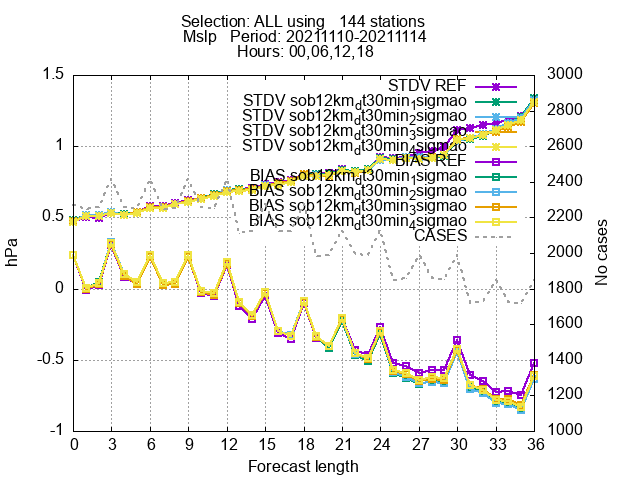 Selection: ALL using   144 stations
Mslp   Period: 20211110-20211114
Hours: 00,06,12,18
1.5
1
0.5
0
-0.5
-1
hPa
3000
2800
2600
2400
2200
2000
1800
1600
1400
1200
1000
No cases
STDV REF
STDV sob12km_dt30min_1sigmao
STDV sob12km_dt30min_2sigmao
STDV sob12km_dt30min_3sigmao
STDV sob12km_dt30min_4sigmao
BIAS REF
BIAS sob12km_dt30min_1sigmao
BIAS sob12km_dt30min_2sigmao
BIAS sob12km_dt30min_3sigmao
BIAS sob12km_dt30min_4sigmao
CASES
0 3 6 9 12 15 18 21 24 27 30 33 36
Forecast length